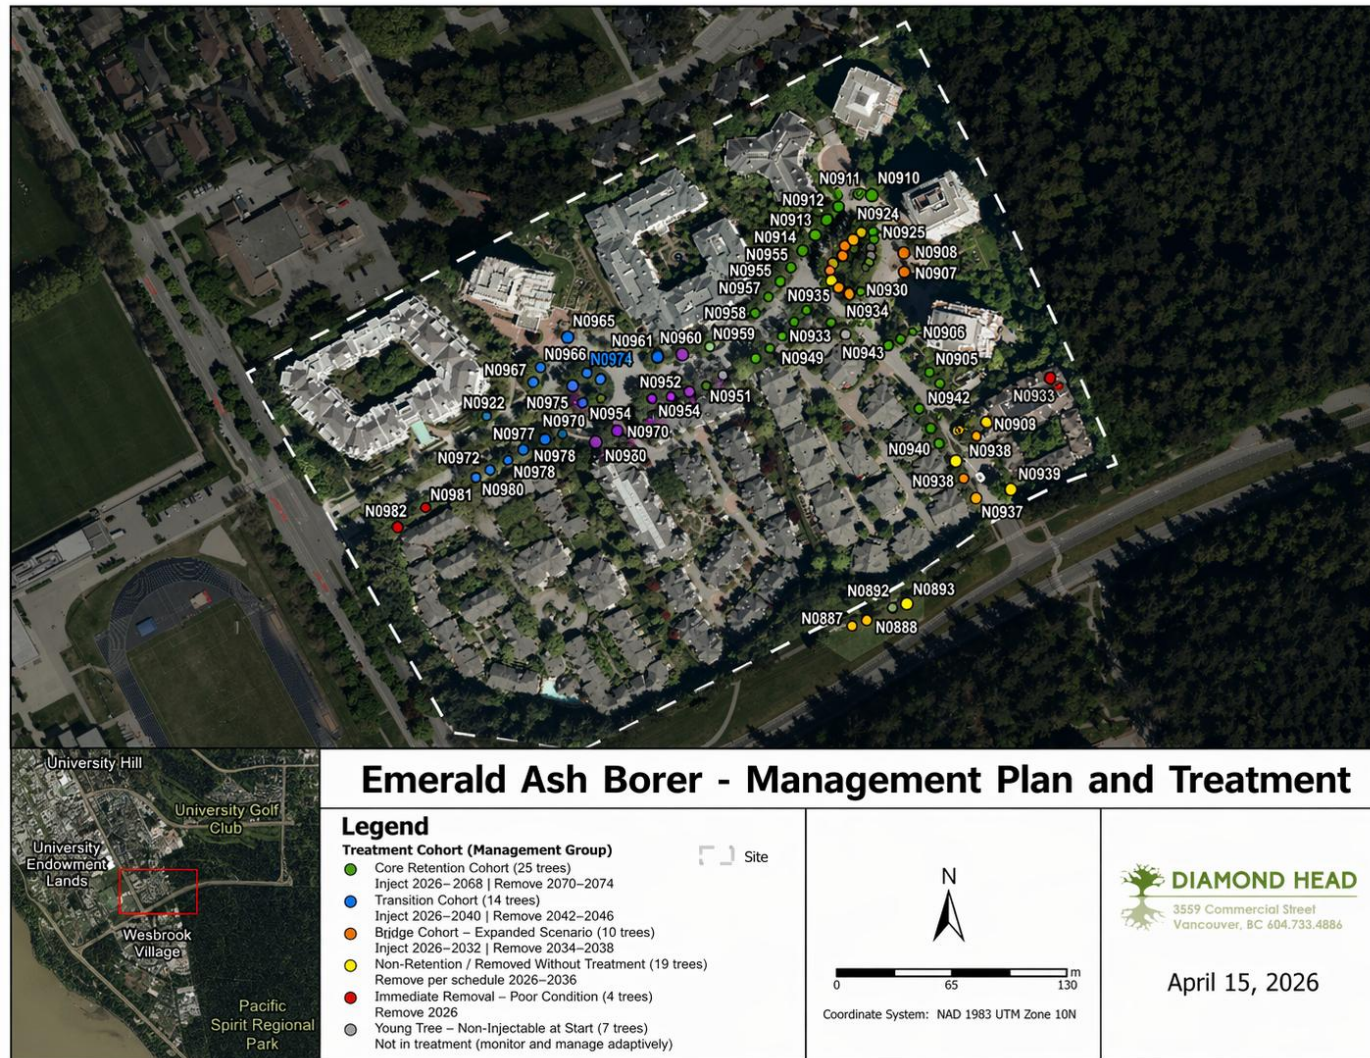 N0911
N0910
N0912
N0913
N0924
N0914
N0925
N0955
N0908
N0955
N0907
N0957
N0935
N0930
N0958
N0934
N0965
N0961
N0960
N0959
N0933
N0906
N0966
N0974
N0949
N0943
N0905
N0967
N0952
N0951
N0933
N0922
N0975
N0954
N0954
N0942
N0903
N0977
N0970
N0970
N0940
N0938
N0972
N0978
N0930
N0978
N0938
N0939
N0980
N0981
N0982
N0937
N0892
N0893
N0887
N0888
University Hill
University Golf
Club
University
Endowment
Lands
Wesbrook
Village
Pacific
Spirit Regional
Park
Emerald Ash Borer - Management Plan and Treatment
Legend
Treatment Cohort (Management Group)
Site
Core Retention Cohort (25 trees)
Inject 2026–2068 | Remove 2070–2074
Transition Cohort (14 trees)
Inject 2026–2040 | Remove 2042–2046
Bridge Cohort – Expanded Scenario (10 trees)
Inject 2026–2032 | Remove 2034–2038
Non-Retention / Removed Without Treatment (19 trees)
Remove per schedule 2026–2036
Immediate Removal – Poor Condition (4 trees)
Remove 2026
Young Tree – Non-Injectable at Start (7 trees)
Not in treatment (monitor and manage adaptively)
N
m
0 65 130
Coordinate System: NAD 1983 UTM Zone 10N
DIAMOND HEAD
3559 Commercial Street
Vancouver, BC 604.733.4886
April 15, 2026